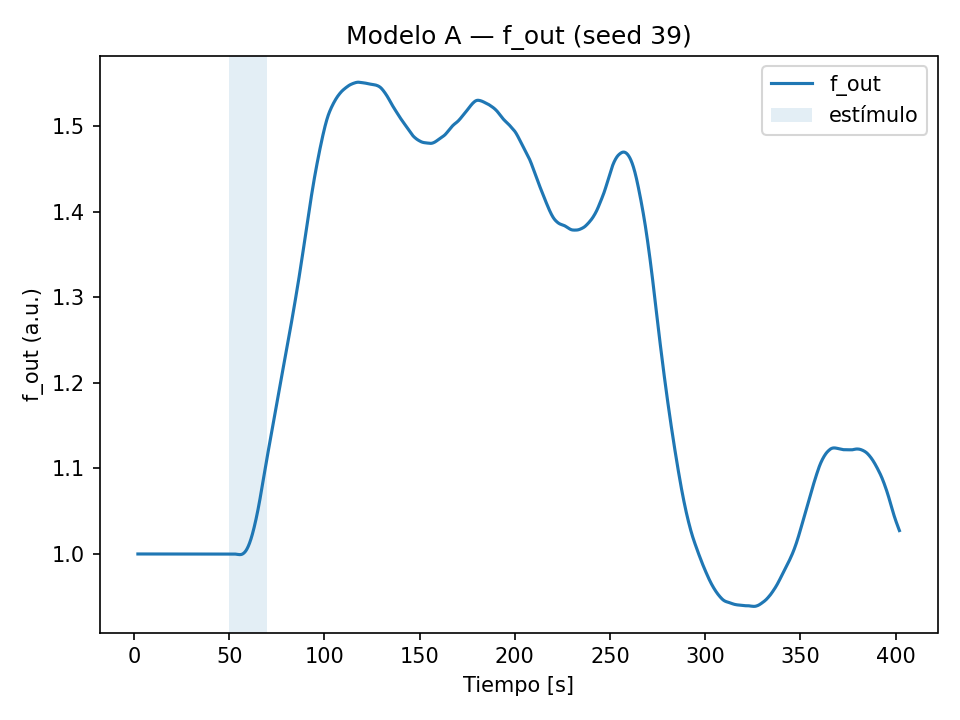 Modelo A — f_out (seed 39)
f_out
estímulo
f_out (a.u.)
1.5
1.4
1.3
1.2
1.1
1.0
0 50 100 150 200 250 300 350 400
Tiempo [s]